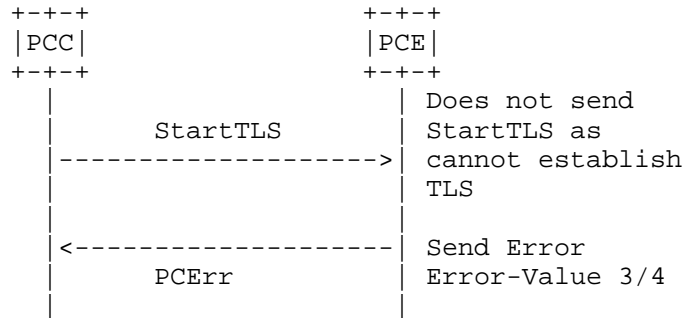 +-+-+ +-+-+
|PCC| |PCE|
+-+-+ +-+-+
| | Does not send
| StartTLS | StartTLS as
|-------------------->| cannot establish
| | TLS
| |
|<--------------------| Send Error
| PCErr | Error-Value 3/4
| |